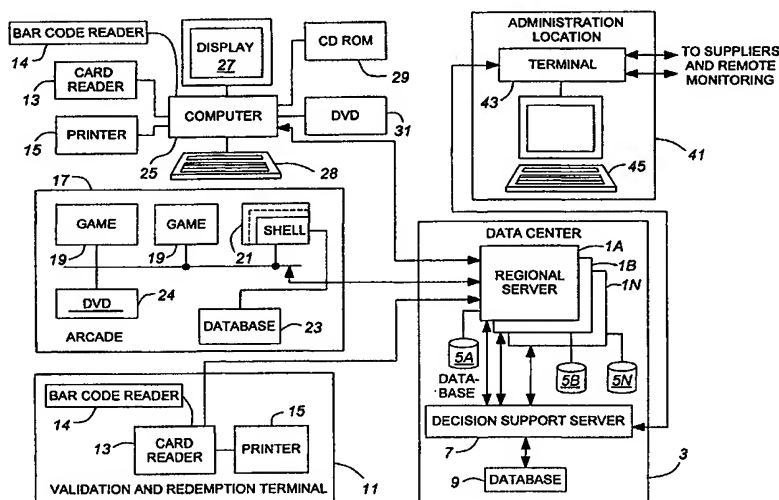 BAR CODE READER
14
CARD
READER
13
PRINTER
15
DISPLAY
27
COMPUTER
25
CD ROM
29
DVD
31
28
17
GAME
19
GAME
19
SHELL
21
DVD
24
DATABASE
23
ARCADE
BAR CODE READER
14
CARD
READER
13
PRINTER
15
VALIDATION AND REDEMPTION TERMINAL
11
ADMINISTRATION
LOCATION
TERMINAL
43
TO SUPPLIERS
AND REMOTE
MONITORING
45
41
DATA CENTER
1A
REGIONAL
SERVER
1B
1N
5A
DATA-
BASE
5B
5N
DECISION SUPPORT SERVER
7
9
DATABASE
3